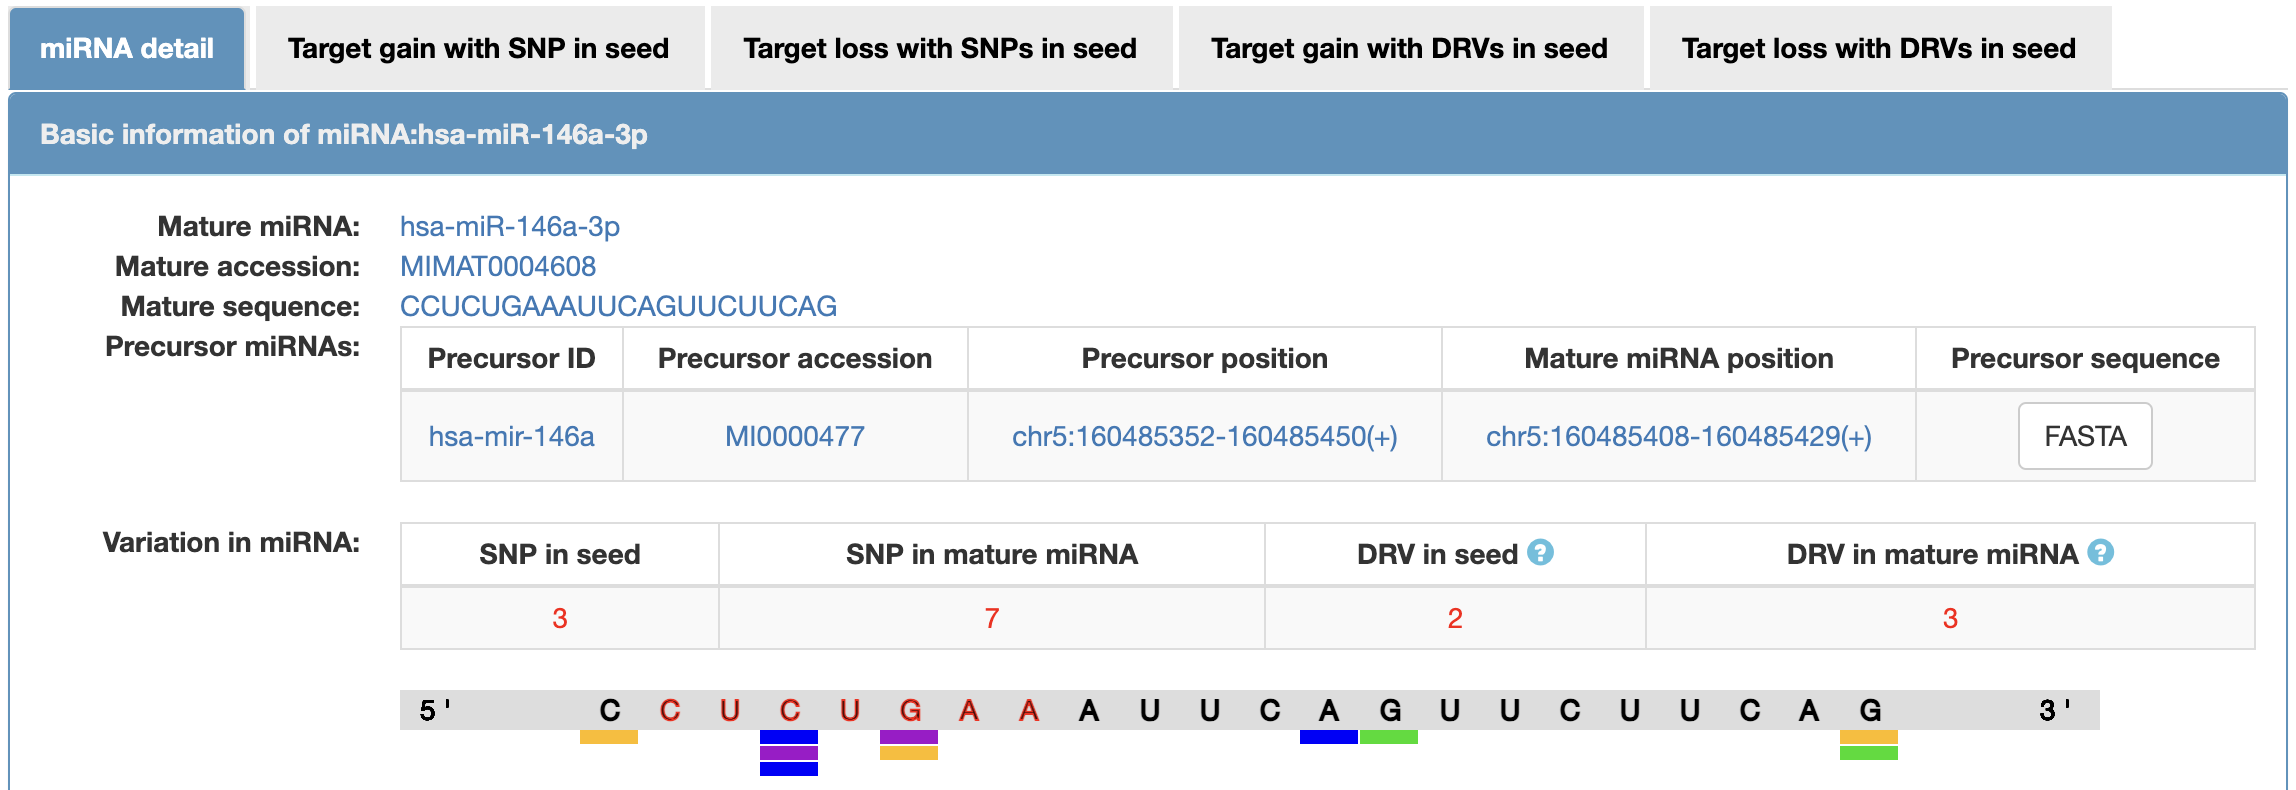 miRNA detail Target gain with SNP in seed Target loss with SNPs in seed Target gain with DRVs in seed Target loss with DRVs in seed
Basic information of miRNA:hsa-miR-146a-3p
Mature miRNA: hsa-miR-146a-3p
Mature accession: MIMAT0004608
Mature sequence: CCUCUGAAAUUCAGUUCUUCAG
Precursor miRNAs:
Precursor ID Precursor accession Precursor position Mature miRNA position Precursor sequence
hsa-mir-146a MI0000477 chr5:160485352-160485450(+) chr5:160485408-160485429(+) FASTA
Variation in miRNA:
SNP in seed SNP in mature miRNA DRV in seed ? DRV in mature miRNA ?
3 7 2 3
5 ' C C U C U G A A A U U C A G U U C U U C A G 3 '